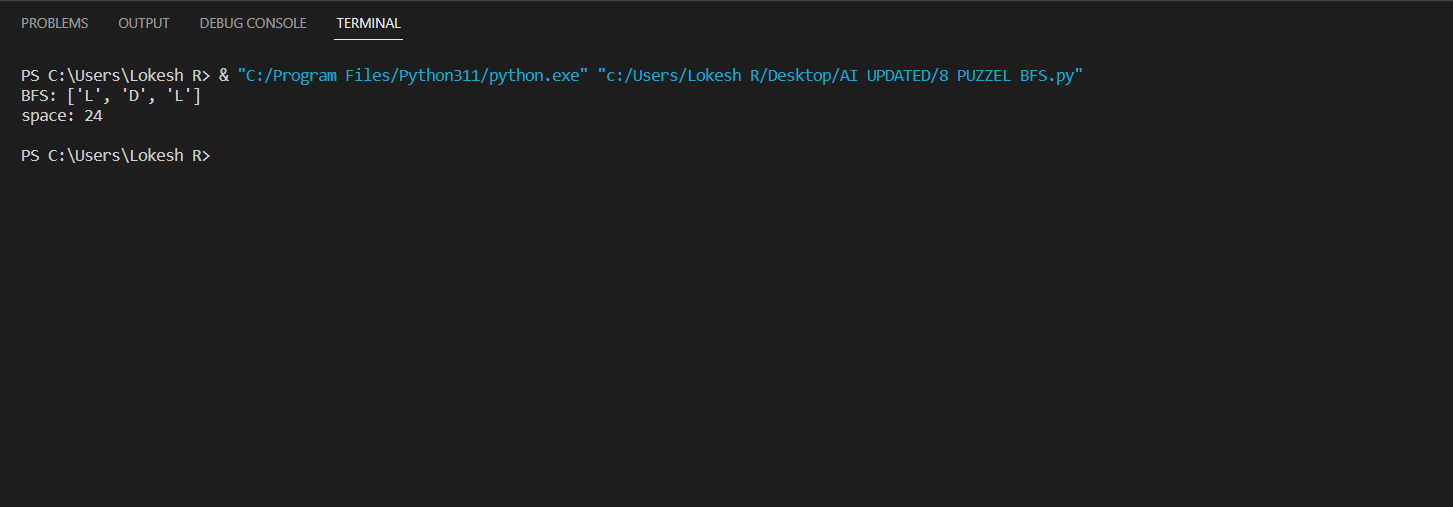 PROBLEMS OUTPUT DEBUG CONSOLE TERMINAL
PS C:\Users\Lokesh R> & "C:/Program Files/Python311/python.exe" "c:/Users/Lokesh R/Desktop/AI UPDATED/8 PUZZEL BFS.py"
BFS: ['L', 'D', 'L']
space: 24
PS C:\Users\Lokesh R>